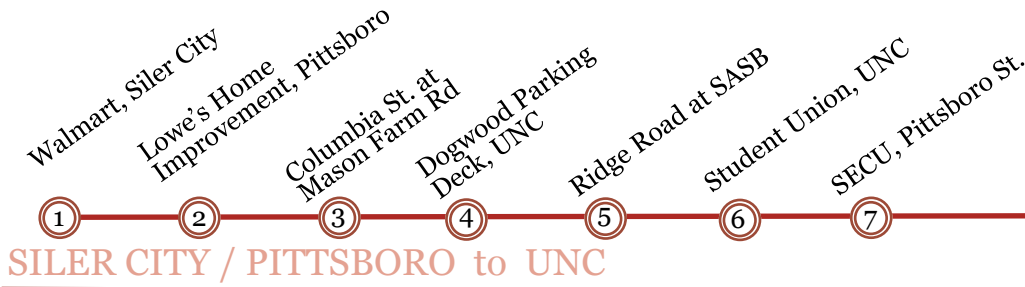 Walmart, Siler City
Lowe's Home
Improvement, Pittsboro
Columbia St. at
Mason Farm Rd
Dogwood Parking
Deck, UNC
Ridge Road at SASB
Student Union, UNC
SECU, Pittsboro St.
1
2
3
4
5
6
7
SILER CITY / PITTSBORO to UNC